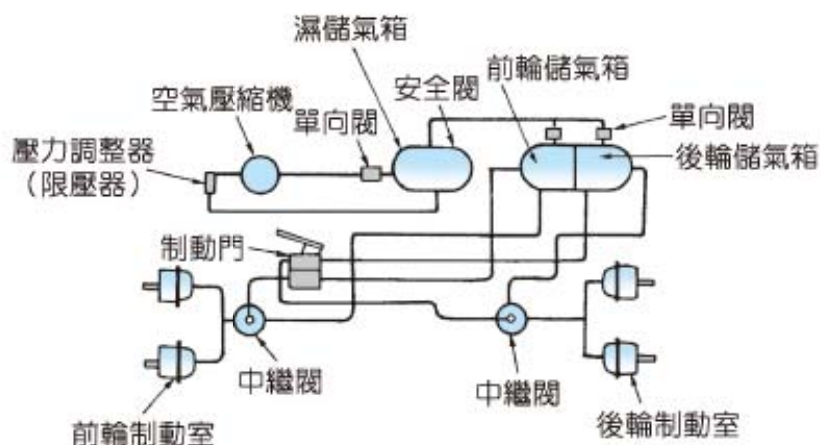 濕儲氣箱
前輪儲氣箱
安全閥
空氣壓縮機
單向閥
單向閥
壓力調整器
（限壓器）
後輪儲氣箱
制動門
中繼閥
中繼閥
前輪制動室
後輪制動室